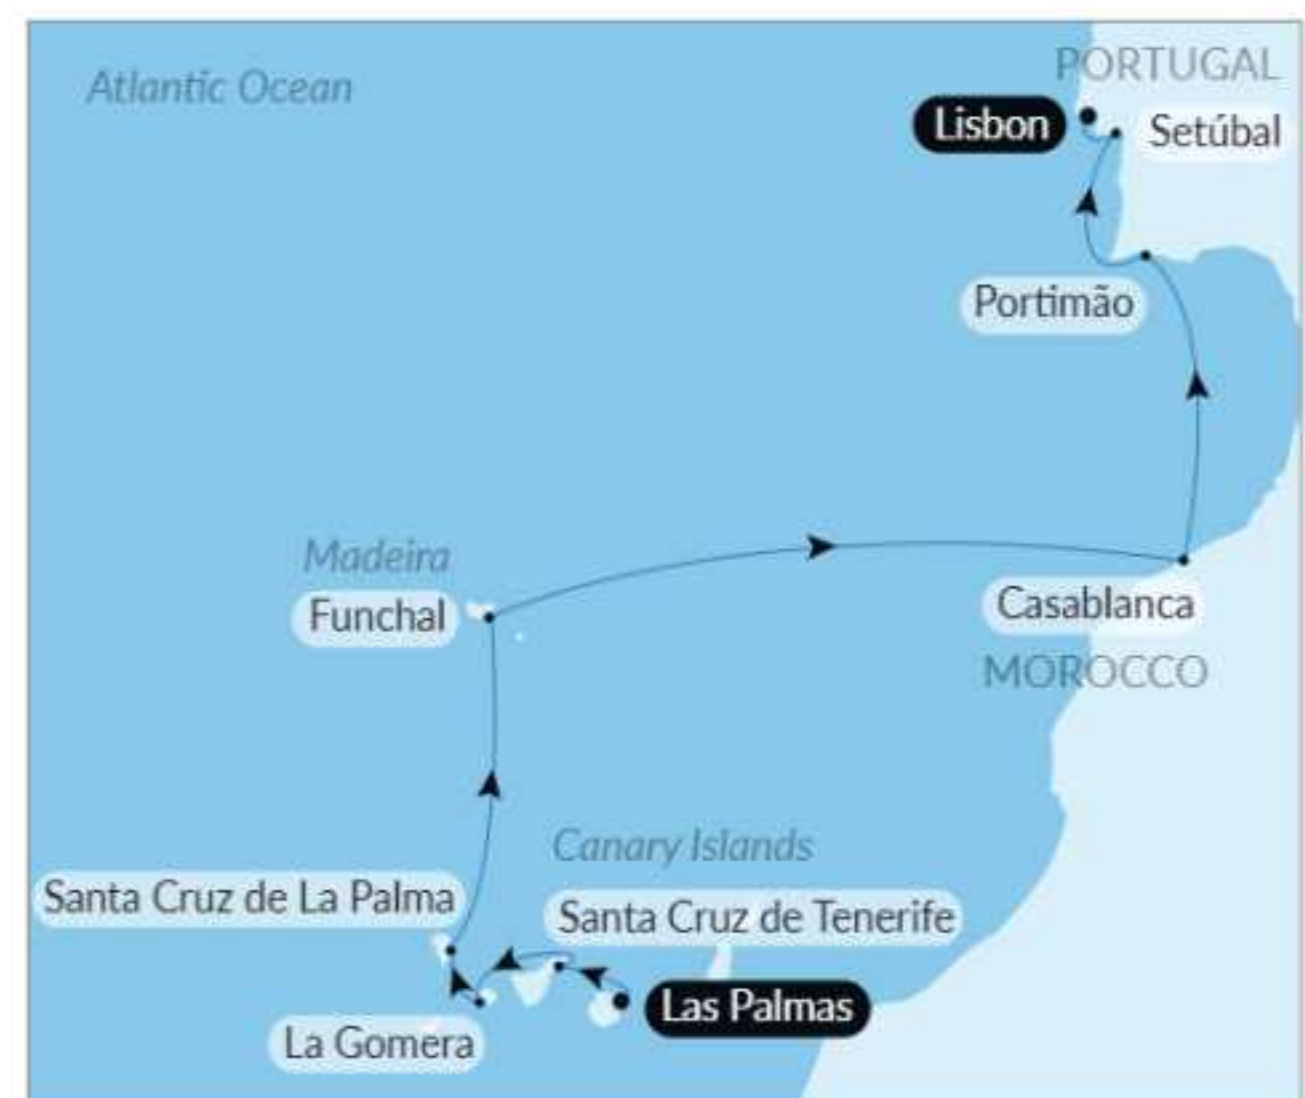 Atlantic Ocean
PORTUGAL
Lisbon
Setúbal
Portimão
Madeira
Funchal
Casablanca
MOROCCO
Canary Islands
Santa Cruz de La Palma
Santa Cruz de Tenerife
Las Palmas
La Gomera